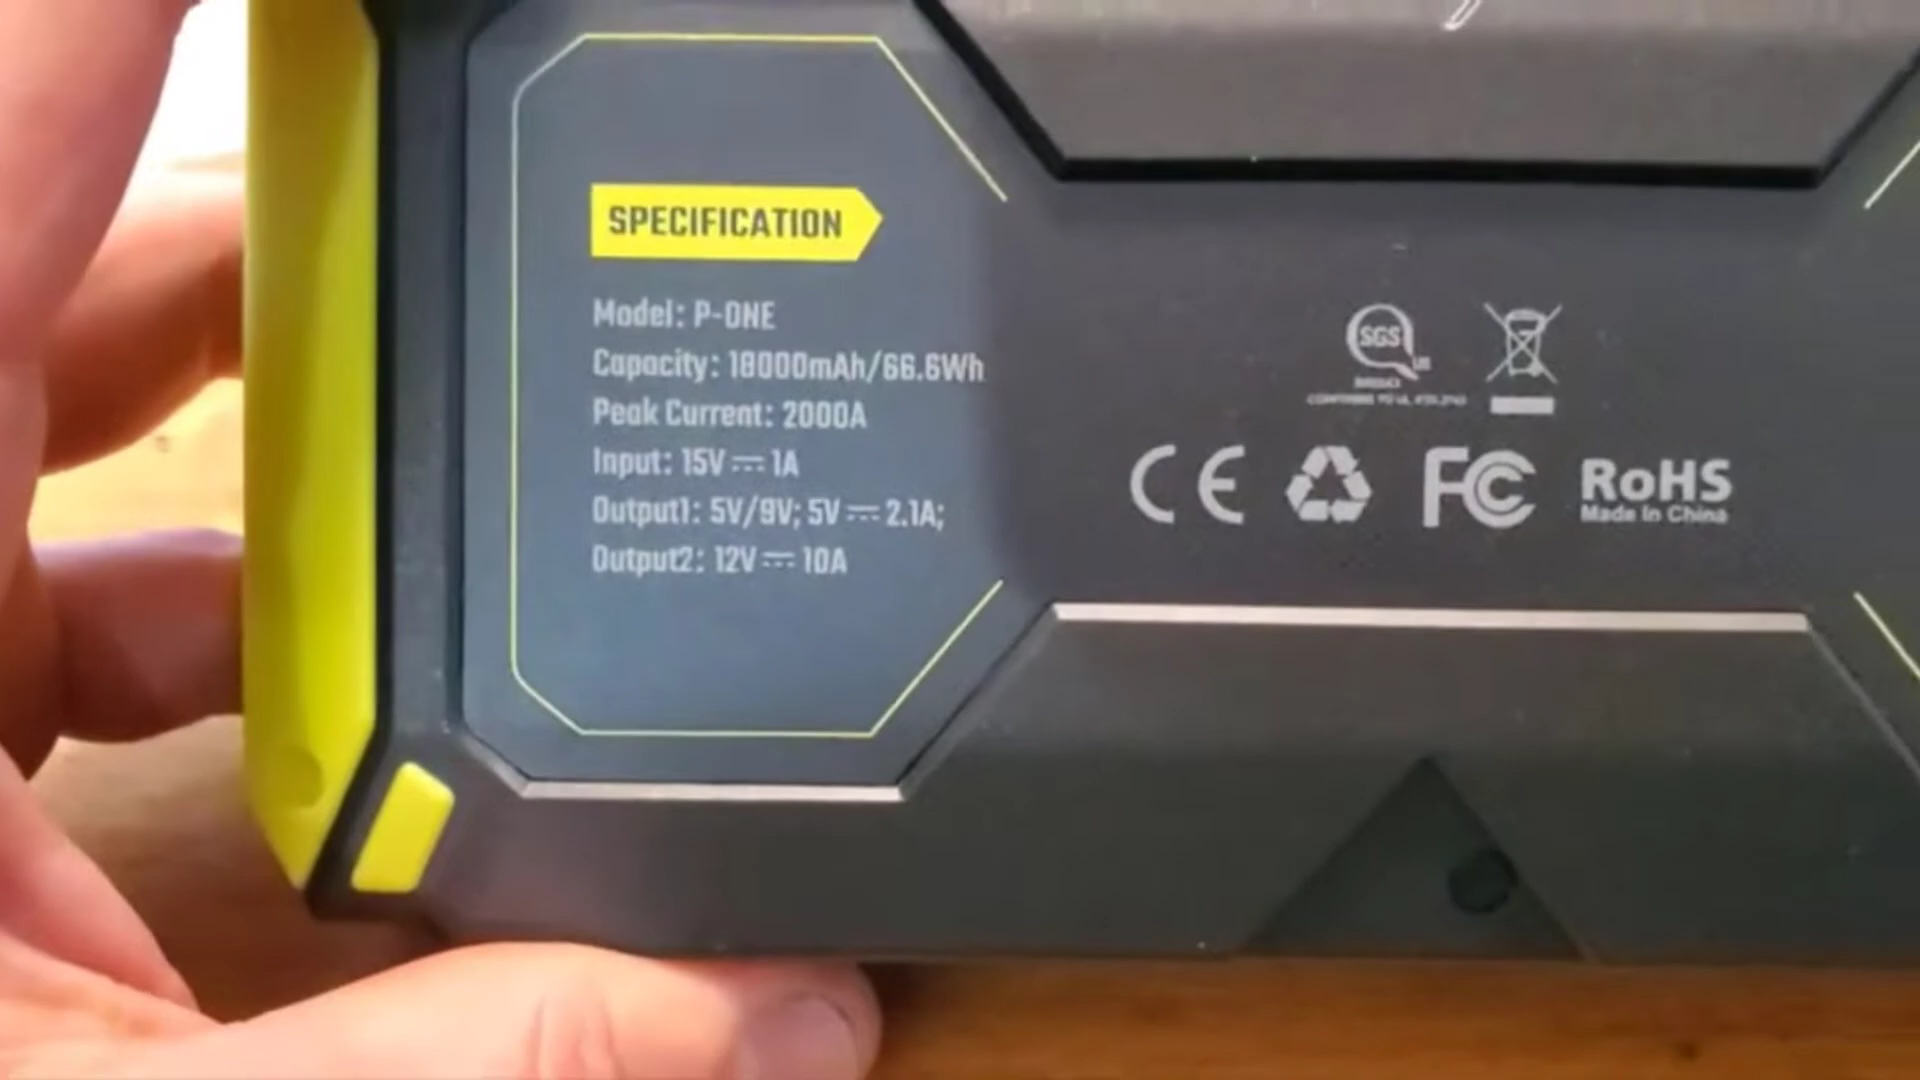 SPECIFICATION
Model: P-ONE
Capacity: 18000mAh/66.6Wh
Peak Current: 2000A
Input: 15V ⎓ 1A
Output1: 5V/9V; 5V ⎓ 2.1A;
Output2: 12V ⎓ 10A
SGS
US
CE FC RoHS
Made In China